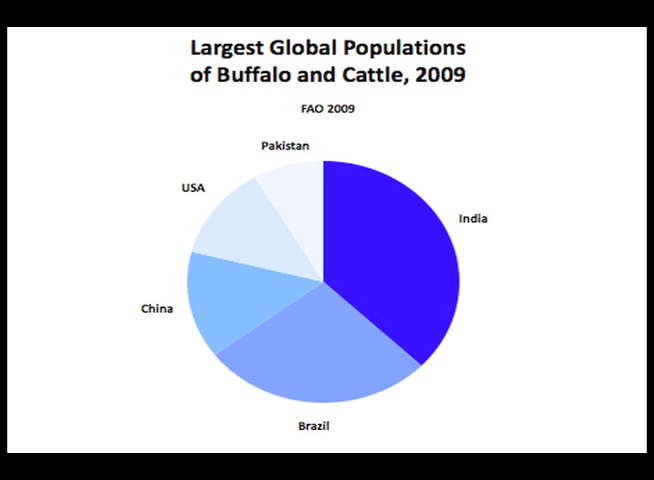 Largest Global Populations
of Buffalo and Cattle, 2009
FAO 2009
Pakistan
USA
India
China
Brazil